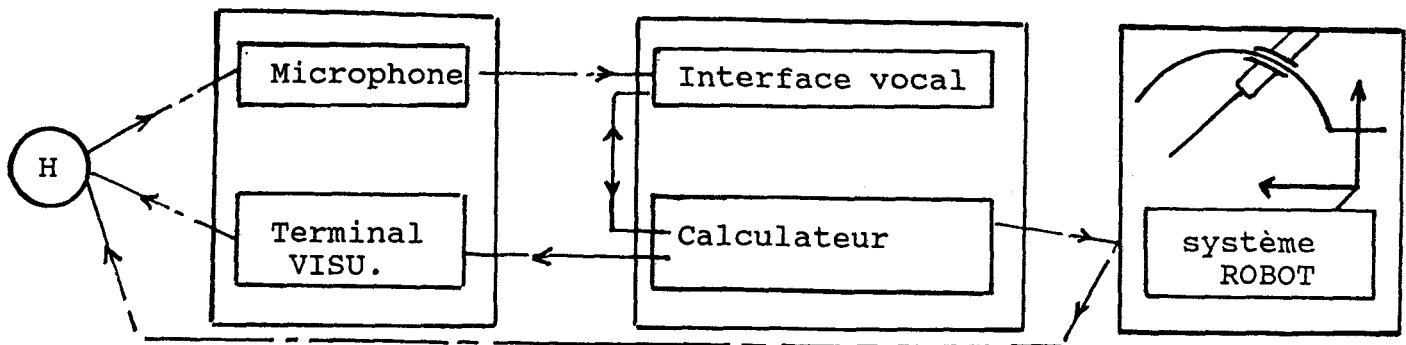 Microphone
Interface vocal
H
Terminal
VISU.
Calculateur
système
ROBOT